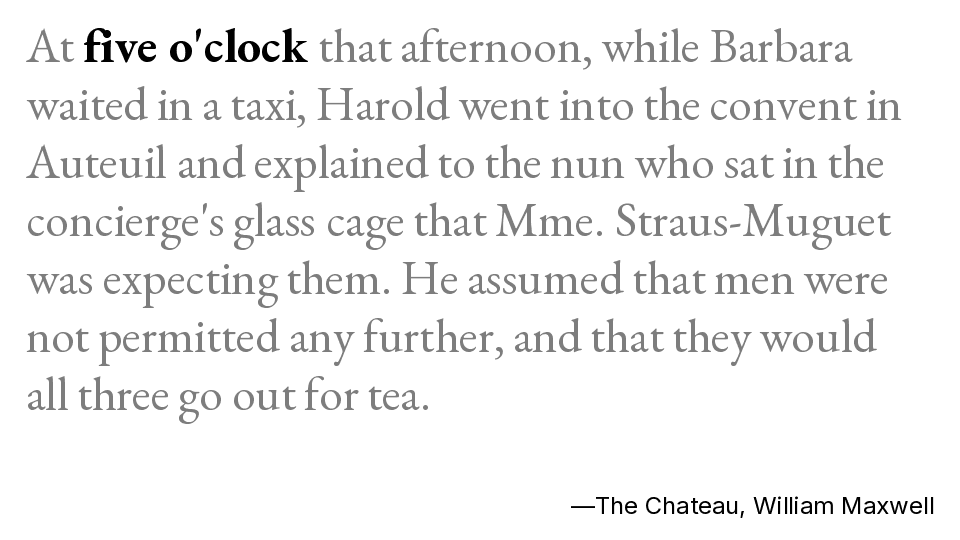 At five o'clock that afternoon, while Barbara
waited in a taxi, Harold went into the convent in
Auteuil and explained to the nun who sat in the
concierge's glass cage that Mme. Straus-Muguet
was expecting them. He assumed that men were
not permitted any further, and that they would
all three go out for tea.
—The Chateau, William Maxwell